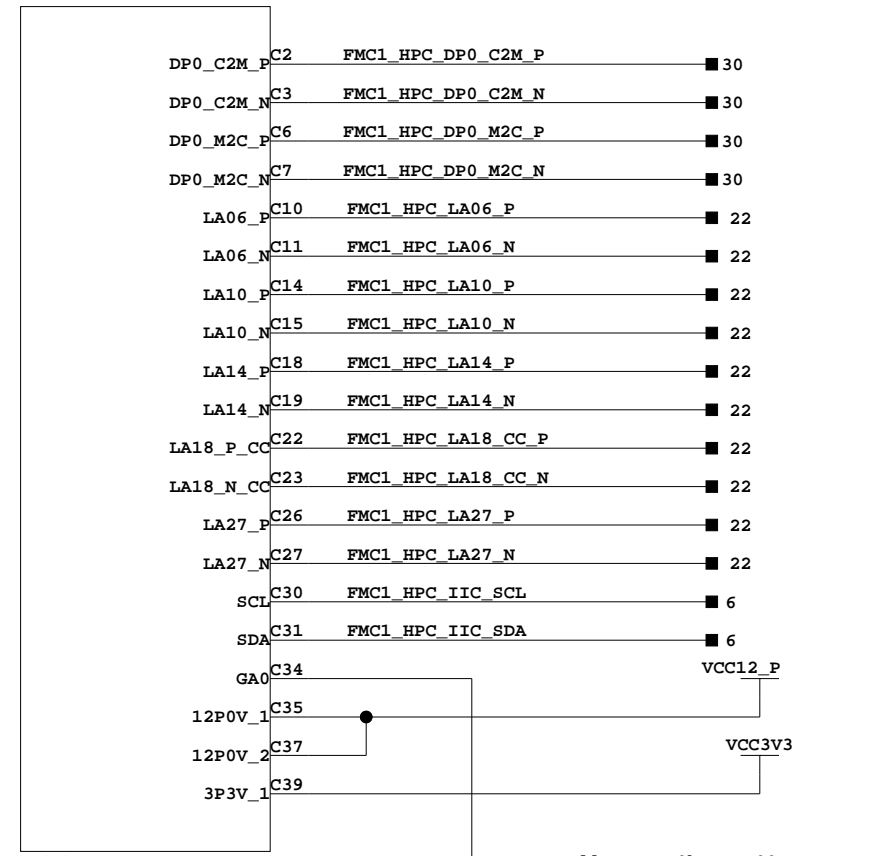 DP0_C2M_P C2 FMC1_HPC_DP0_C2M_P 30
DP0_C2M_N C3 FMC1_HPC_DP0_C2M_N 30
DP0_M2C_P C6 FMC1_HPC_DP0_M2C_P 30
DP0_M2C_N C7 FMC1_HPC_DP0_M2C_N 30
LA06_P C10 FMC1_HPC_LA06_P 22
LA06_N C11 FMC1_HPC_LA06_N 22
LA10_P C14 FMC1_HPC_LA10_P 22
LA10_N C15 FMC1_HPC_LA10_N 22
LA14_P C18 FMC1_HPC_LA14_P 22
LA14_N C19 FMC1_HPC_LA14_N 22
LA18_P_CC C22 FMC1_HPC_LA18_CC_P 22
LA18_N_CC C23 FMC1_HPC_LA18_CC_N 22
LA27_P C26 FMC1_HPC_LA27_P 22
LA27_N C27 FMC1_HPC_LA27_N 22
SCL C30 FMC1_HPC_IIC_SCL 6
SDA C31 FMC1_HPC_IIC_SDA 6
GA0 C34 VCC12_P
12P0V_1 C35
12P0V_2 C37 VCC3V3
3P3V_1 C39